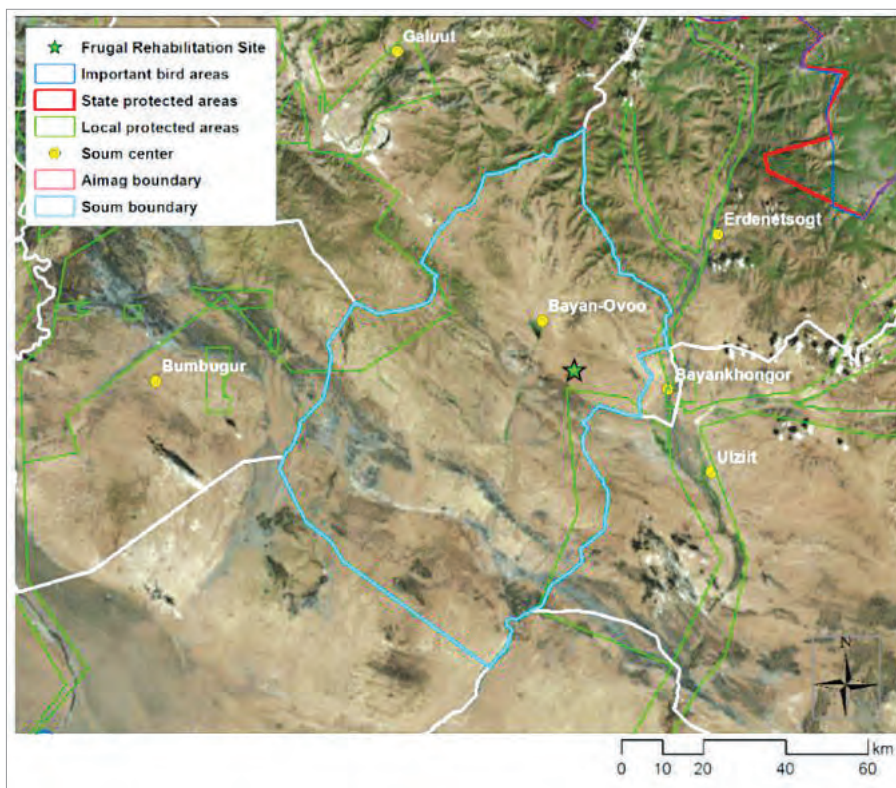 Frugal Rehabilitation Site
Important bird areas
State protected areas
Local protected areas
Soum center
Aimag boundary
Soum boundary
Galuut
Erdenetsogt
Bayan-Ovoo
Bumbugur
Bayankhongor
Ulziit
N
km
0 10 20 40 60